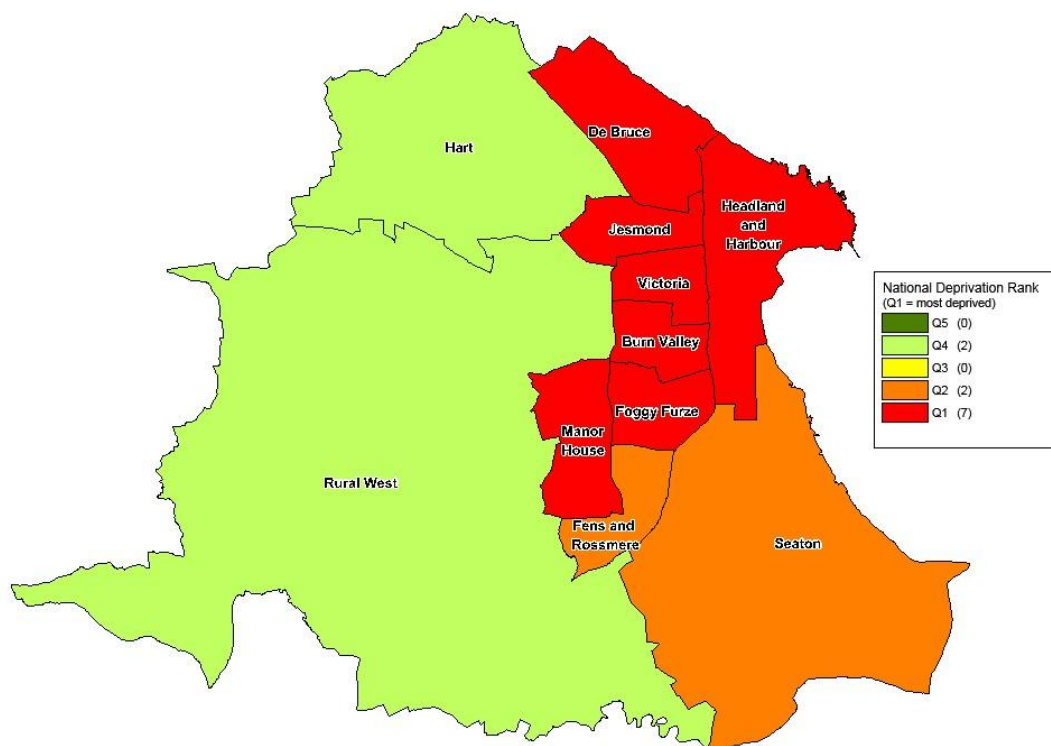 De Bruce
Hart
Headland
and
Harbour
Jesmond
Victoria
Burn Valley
Foggy Furze
Manor
House
Rural West
Fens and
Rossmere
Seaton
National Deprivation Rank
(Q1 = most deprived)
Q5 (0)
Q4 (2)
Q3 (0)
Q2 (2)
Q1 (7)